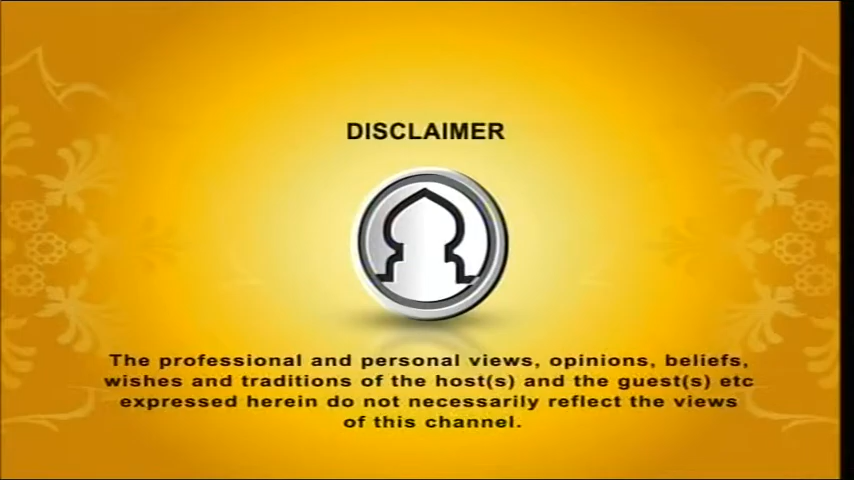 DISCLAIMER
The professional and personal views, opinions, beliefs,
wishes and traditions of the host(s) and the guest(s) etc
expressed herein do not necessarily reflect the views
of this channel.